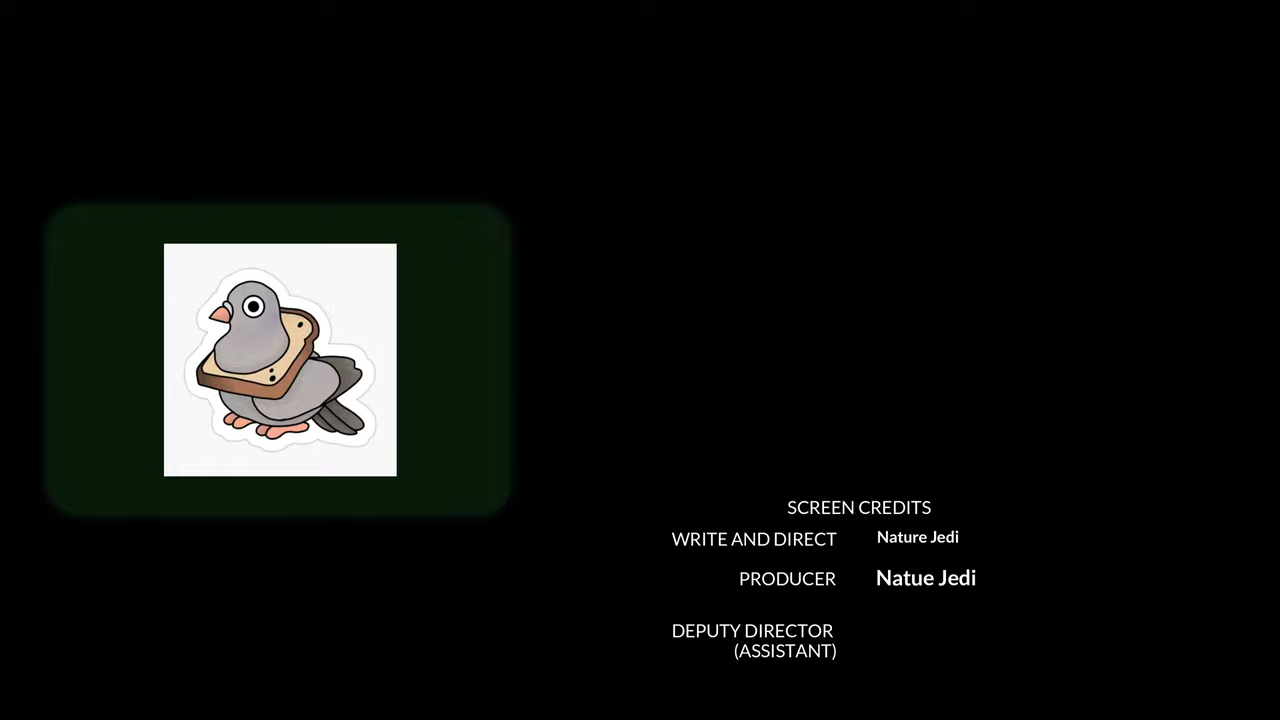 SCREEN CREDITS
WRITE AND DIRECT Nature Jedi
PRODUCER Natue Jedi
DEPUTY DIRECTOR
(ASSISTANT)